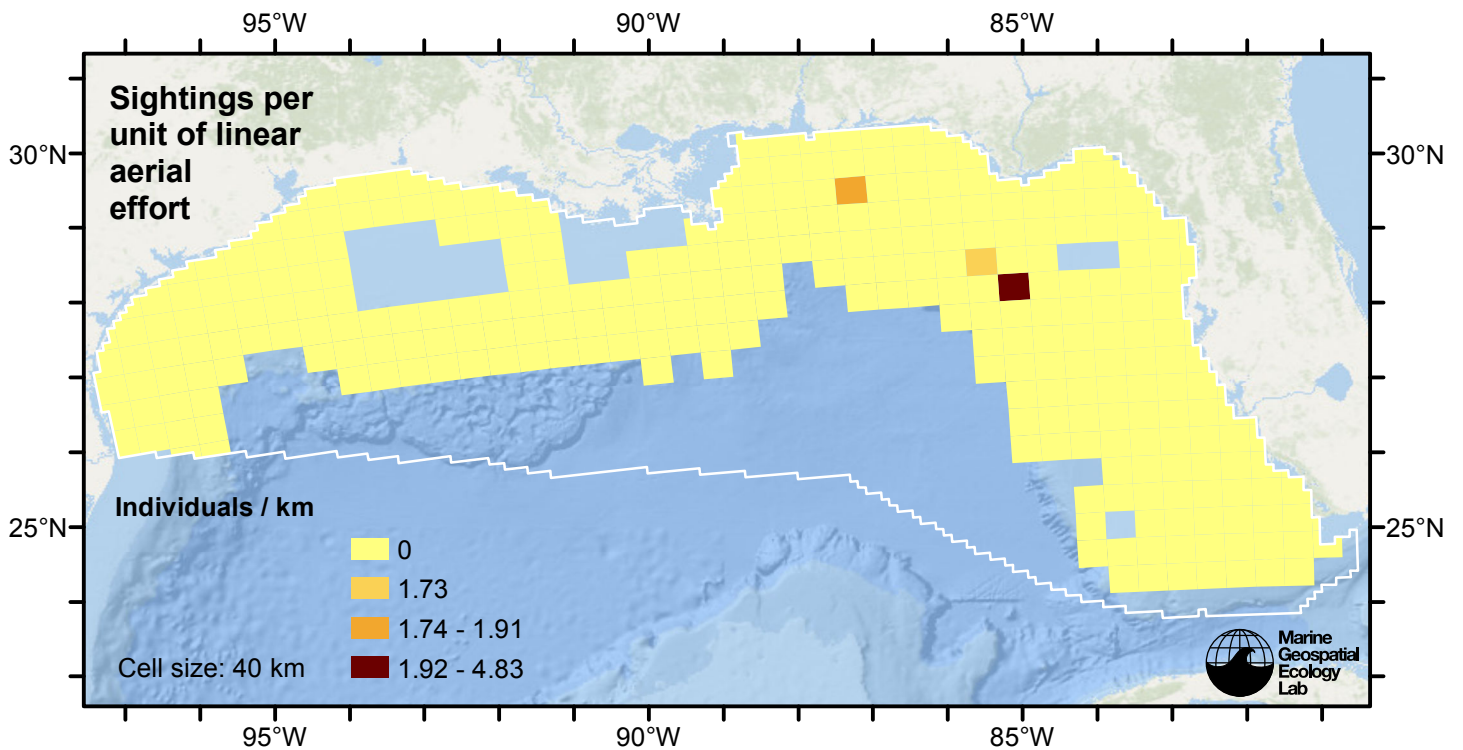 95°W
90°W
85°W
Sightings per
unit of linear
aerial
effort
30°N
30°N
25°N
25°N
Individuals / km
0
1.73
1.74 - 1.91
1.92 - 4.83
Cell size: 40 km
Marine
Geospatial
Ecology
Lab
95°W
90°W
85°W